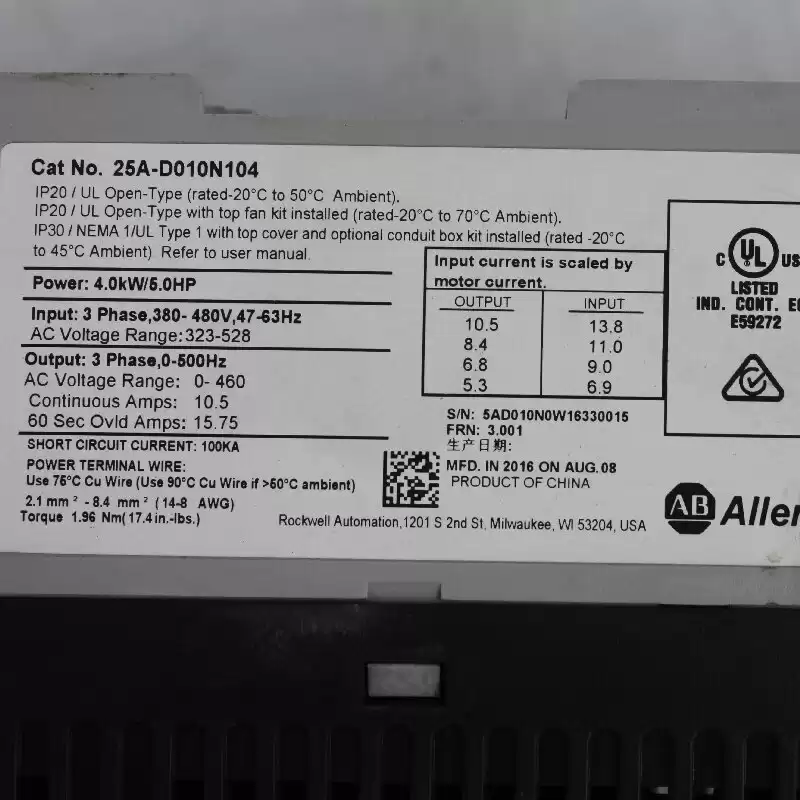 Cat No. 25A-D010N104
IP20 / UL Open-Type (rated-20°C to 50°C Ambient).
IP20 / UL Open-Type with top fan kit installed (rated-20°C to 70°C Ambient).
IP30 / NEMA 1/UL Type 1 with top cover and optional conduit box kit installed (rated -20°C
to 45°C Ambient) Refer to user manual.
Power: 4.0kW/5.0HP
Input: 3 Phase,380- 480V,47-63Hz
AC Voltage Range:323-528
Output: 3 Phase,0-500Hz
AC Voltage Range: 0- 460
Continuous Amps: 10.5
60 Sec Ovld Amps: 15.75
SHORT CIRCUIT CURRENT: 100KA
POWER TERMINAL WIRE:
Use 75°C Cu Wire (Use 90°C Cu Wire if >50°C ambient)
2.1 mm² - 8.4 mm² (14-8 AWG)
Torque 1.96 Nm(17.4in.-lbs.)
Input current is scaled by
motor current.
OUTPUT INPUT
10.5 13.8
8.4 11.0
6.8 9.0
5.3 6.9
S/N: 5AD010N0W16330015
FRN: 3.001
生产日期:
MFD. IN 2016 ON AUG.08
PRODUCT OF CHINA
Rockwell Automation,1201 S 2nd St, Milwaukee, WI 53204, USA
C UL US
LISTED
IND. CONT. E
E59272
AB Allen